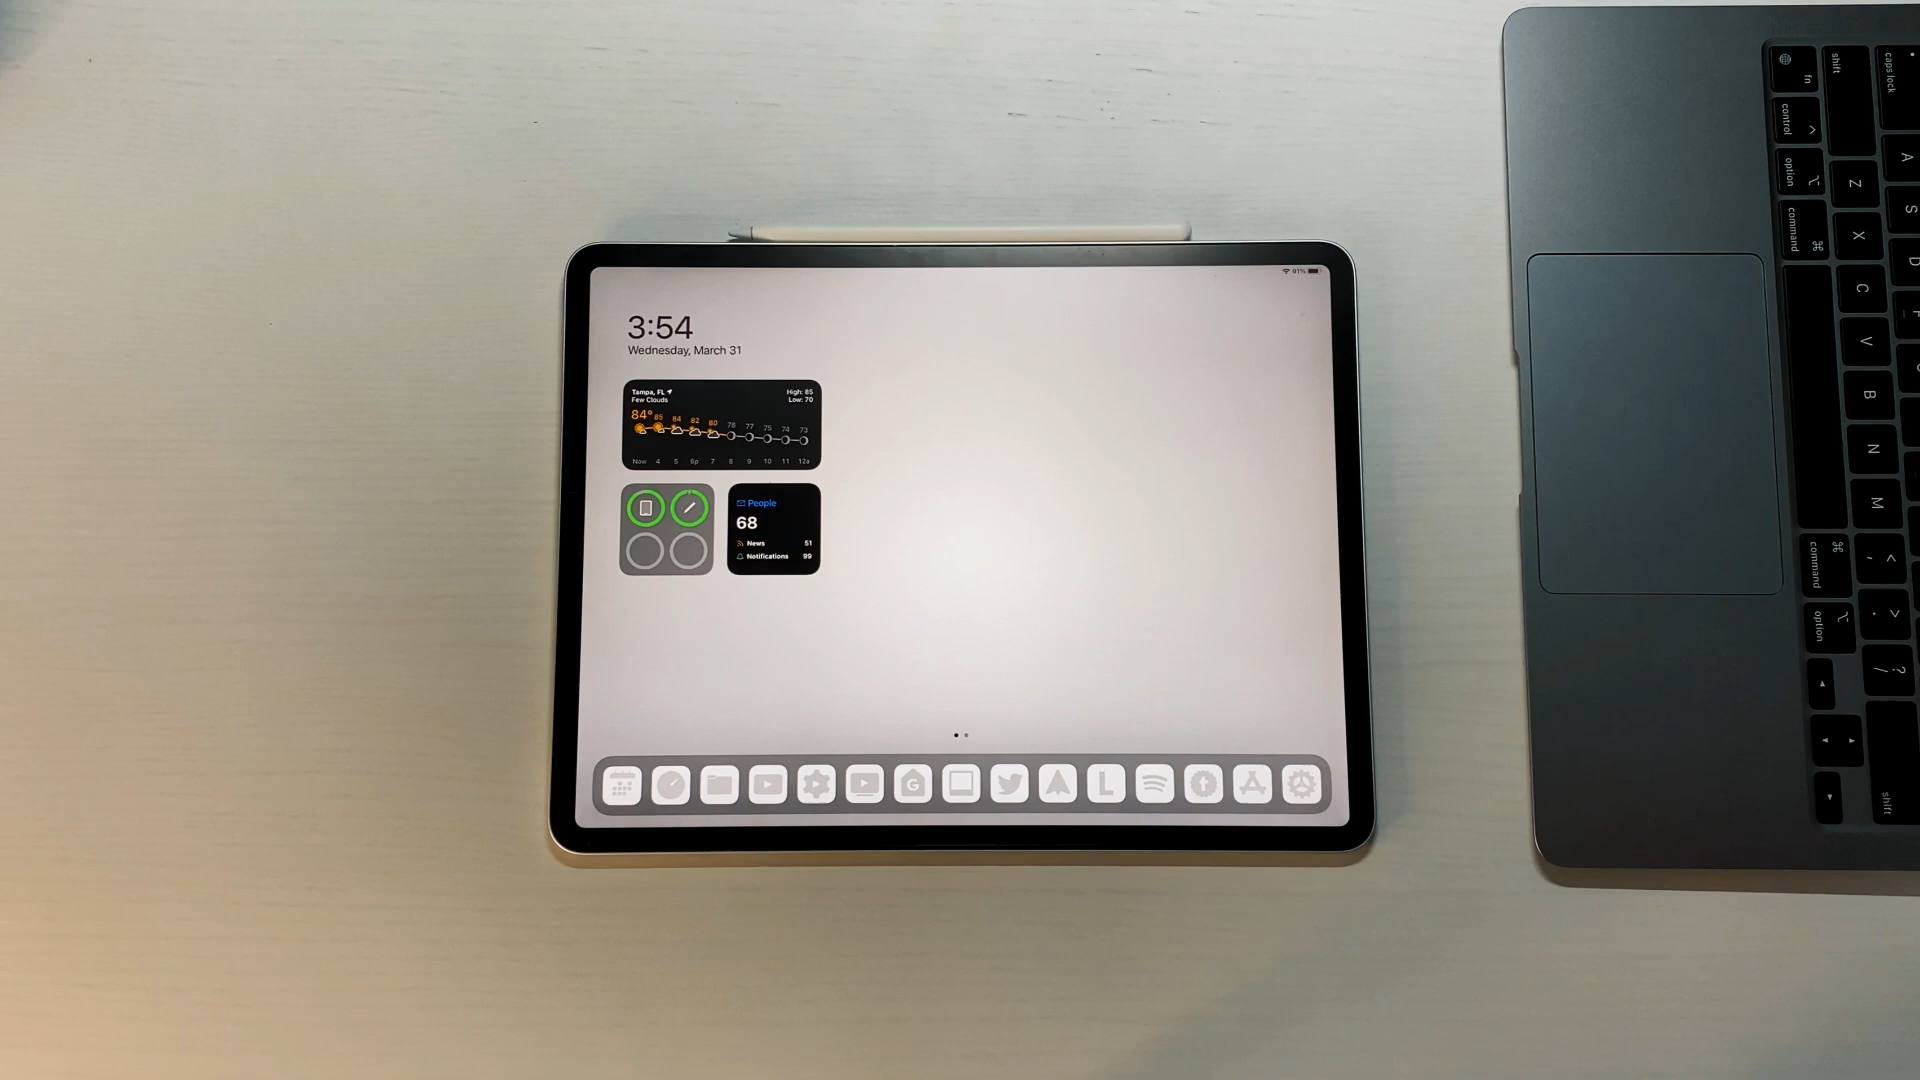 91%
3:54
Wednesday, March 31
Tampa, FL High: 85
Few Clouds Low: 70
84° 85 84 82 80 78 77 75 74 73
Now 4 5 6p 7 8 9 10 11 12a
People
68
News 51
Notifications 99
G
L
t
fn shift caps lock
control A
option Z S
command X D
C F
V
B
N
M
command , <
option . >
/ ?
shift